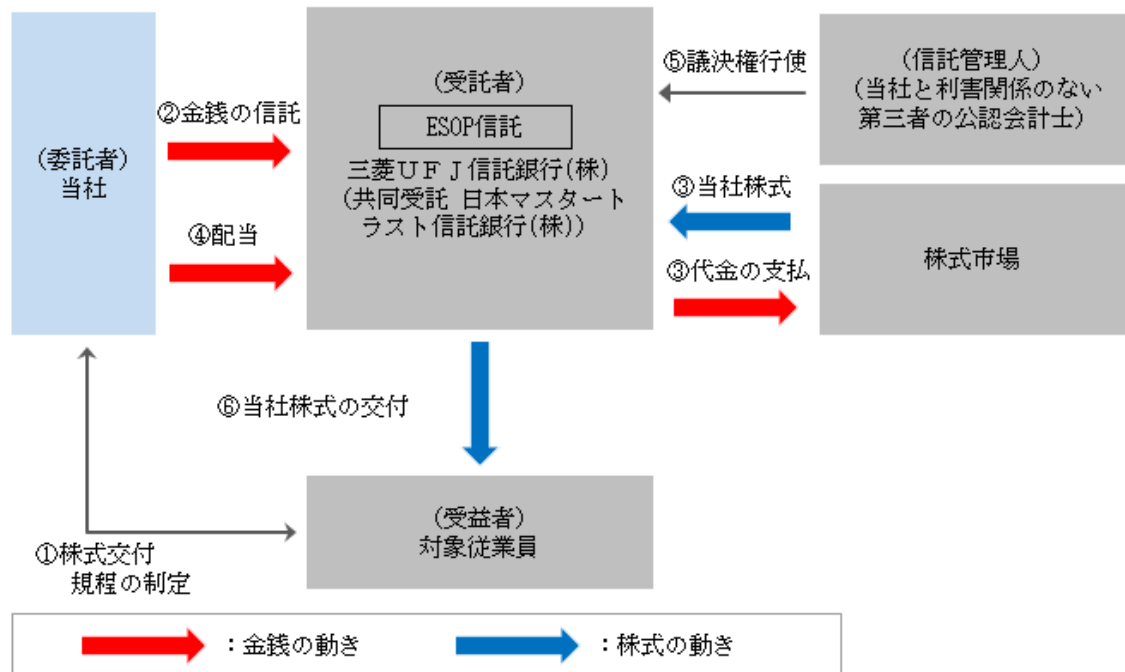 (委託者)
当社
②金銭の信託
④配当
(受託者)
ESOP信託
三菱ＵＦＪ信託銀行(株)
(共同受託 日本マスタート
ラスト信託銀行(株))
⑤議決権行使
(信託管理人)
(当社と利害関係のない
第三者の公認会計士)
③当社株式
③代金の支払
株式市場
⑥当社株式の交付
(受益者)
対象従業員
①株式交付
規程の制定
：金銭の動き
：株式の動き